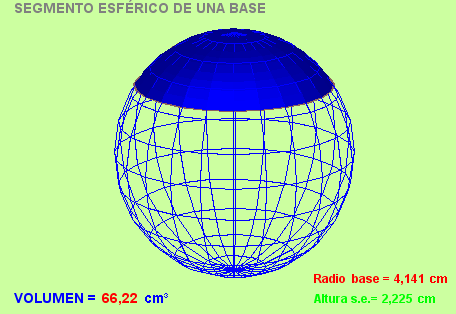 SEGMENTO ESFÉRICO DE UNA BASE
Radio base = 4,141 cm
VOLUMEN = 66,22 cm³
Altura s.e.= 2,225 cm